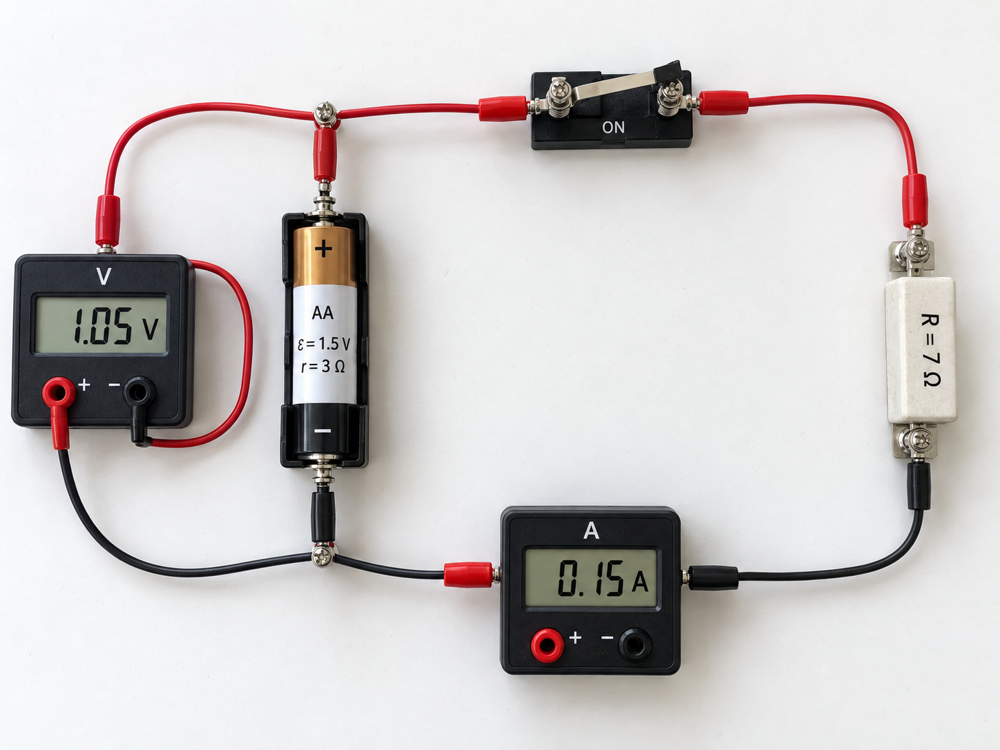 ON
V
1.05 V
+ −
+
AA
ε = 1.5 V
r = 3 Ω
−
R = 7 Ω
A
0.15 A
+ −